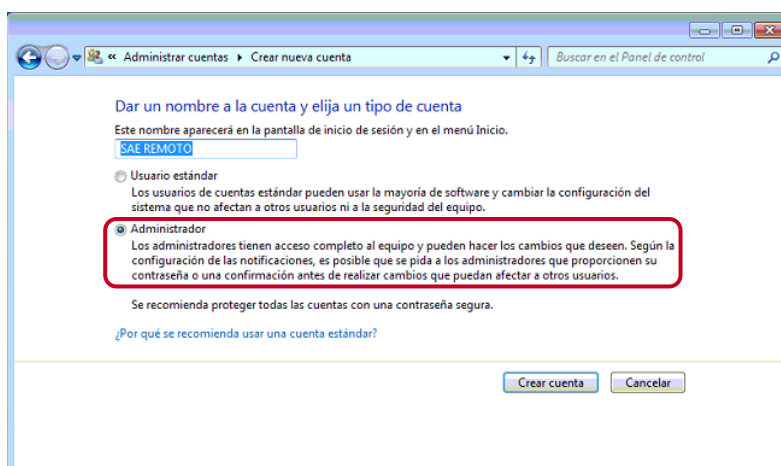 « Administrar cuentas ▸ Crear nueva cuenta
Buscar en el Panel de control
Dar un nombre a la cuenta y elija un tipo de cuenta
Este nombre aparecerá en la pantalla de inicio de sesión y en el menú Inicio.
SAE REMOTO
Usuario estándar
Los usuarios de cuentas estándar pueden usar la mayoría de software y cambiar la configuración del
sistema que no afectan a otros usuarios ni a la seguridad del equipo.
Administrador
Los administradores tienen acceso completo al equipo y pueden hacer los cambios que deseen. Según la
configuración de las notificaciones, es posible que se pida a los administradores que proporcionen su
contraseña o una confirmación antes de realizar cambios que puedan afectar a otros usuarios.
Se recomienda proteger todas las cuentas con una contraseña segura.
¿Por qué se recomienda usar una cuenta estándar?
Crear cuenta
Cancelar